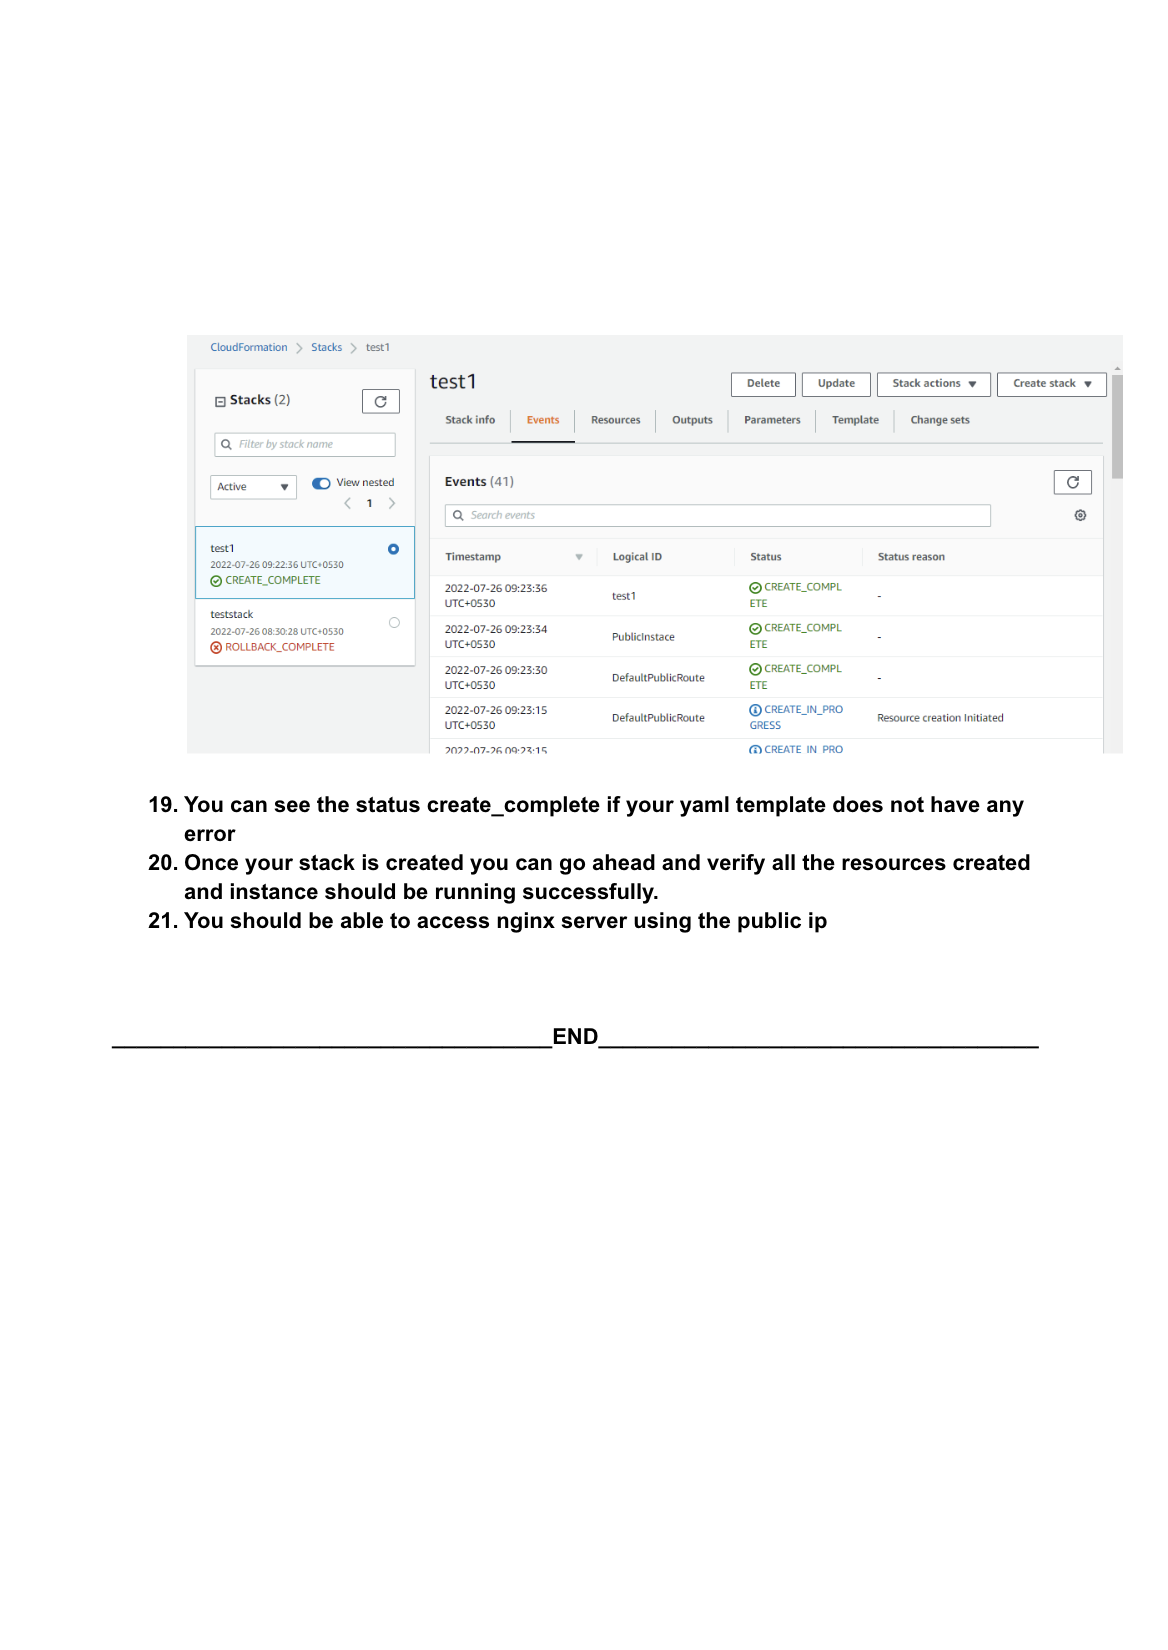 CloudFormation > Stacks > test1
Stacks (2)
Filter by stack name
Active
View nested
1
test1
2022-07-26 09:22:36 UTC+0530
CREATE_COMPLETE
teststack
2022-07-26 08:30:28 UTC+0530
ROLLBACK_COMPLETE
test1
Delete Update Stack actions Create stack
Stack info Events Resources Outputs Parameters Template Change sets
Events (41)
Search events
Timestamp Logical ID Status Status reason
2022-07-26 09:23:36 UTC+0530 test1 CREATE_COMPLETE -
2022-07-26 09:23:34 UTC+0530 PublicInstace CREATE_COMPLETE -
2022-07-26 09:23:30 UTC+0530 DefaultPublicRoute CREATE_COMPLETE -
2022-07-26 09:23:15 UTC+0530 DefaultPublicRoute CREATE_IN_PROGRESS Resource creation Initiated
2022-07-26 09:23:15 CREATE_IN_PRO
19. You can see the status create_complete if your yaml template does not have any
error
20. Once your stack is created you can go ahead and verify all the resources created
and instance should be running successfully.
21. You should be able to access nginx server using the public ip
____________________________________END____________________________________